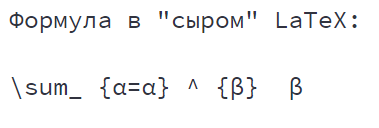 Формула в "сыром" LaTeX:
\sum_ {α=α} ^ {β}  β